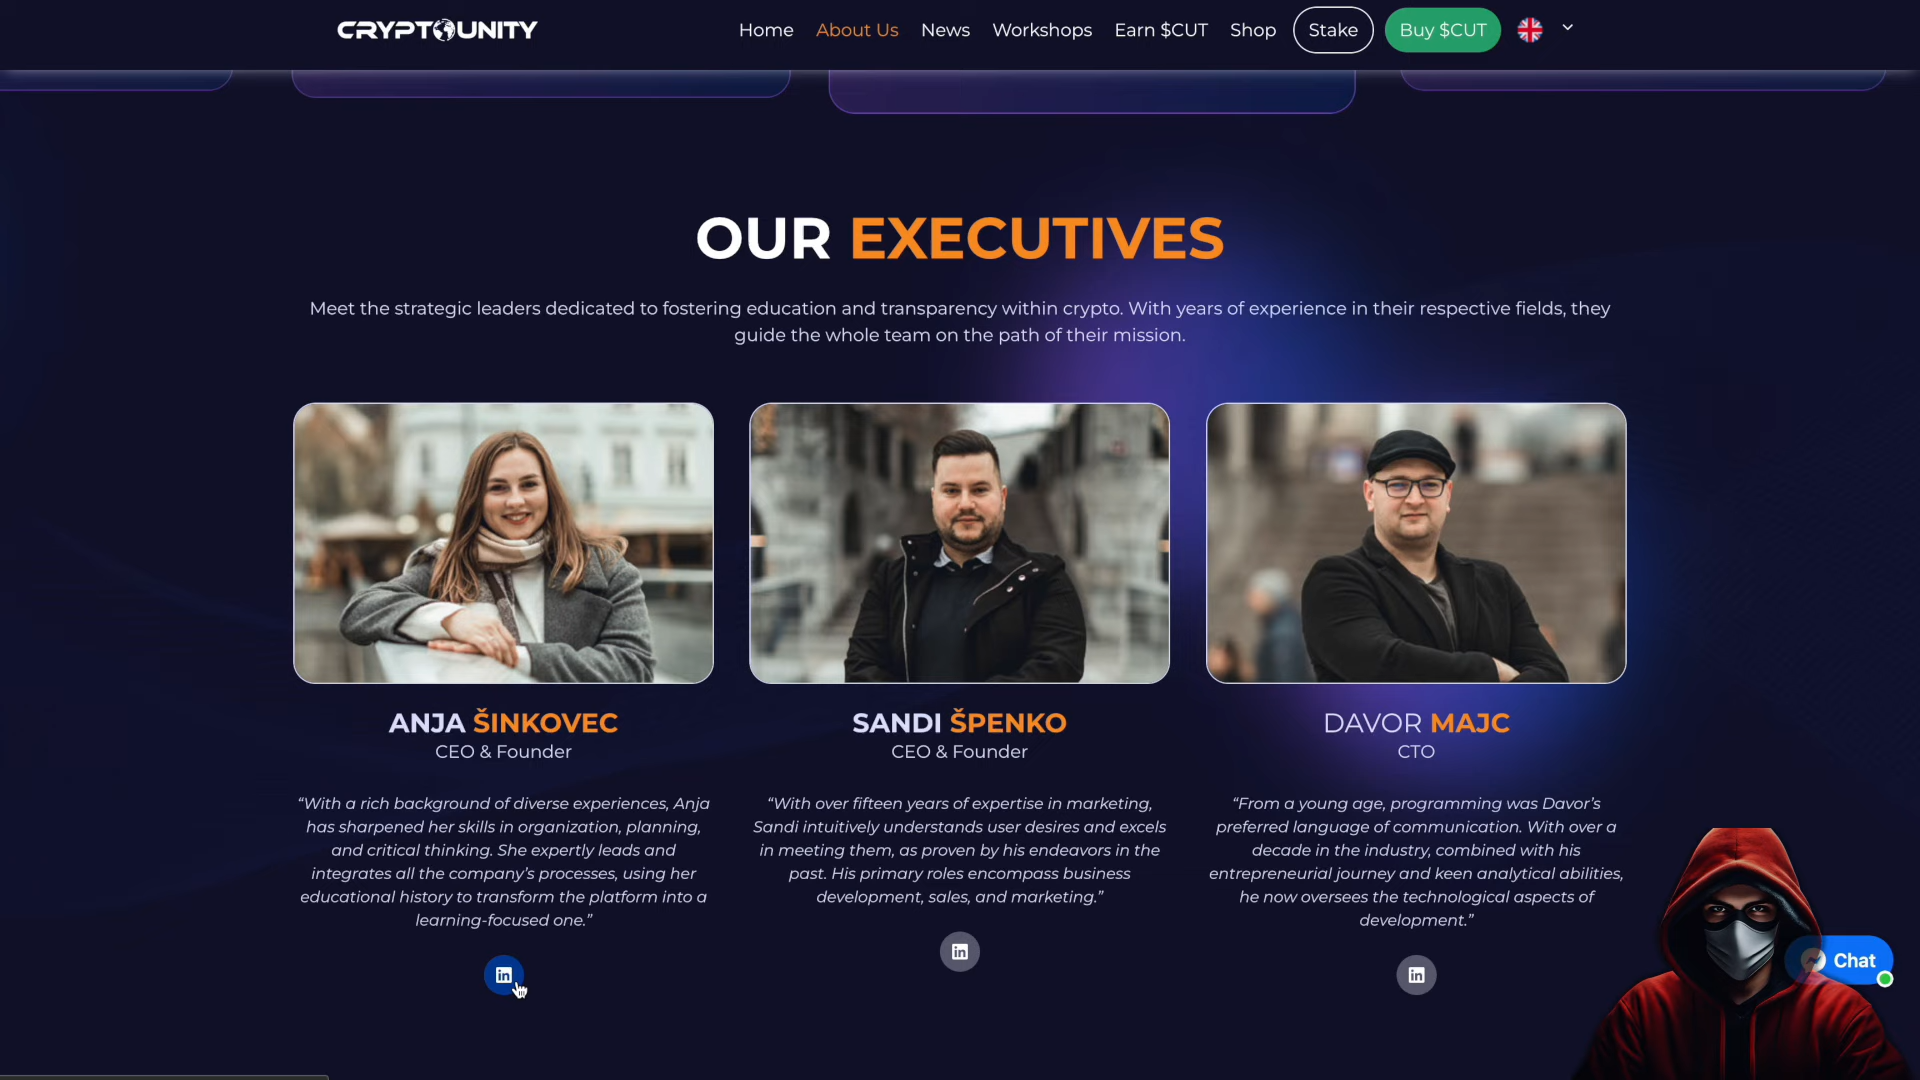 CRYPTOUNITY
Home
About Us
News
Workshops
Earn $CUT
Shop
Stake
Buy $CUT
OUR EXECUTIVES
Meet the strategic leaders dedicated to fostering education and transparency within crypto. With years of experience in their respective fields, they
guide the whole team on the path of their mission.
ANJA ŠINKOVEC
CEO & Founder
“With a rich background of diverse experiences, Anja
has sharpened her skills in organization, planning,
and critical thinking. She expertly leads and
integrates all the company’s processes, using her
educational history to transform the platform into a
learning-focused one.”
in
SANDI ŠPENKO
CEO & Founder
“With over fifteen years of expertise in marketing,
Sandi intuitively understands user desires and excels
in meeting them, as proven by his endeavors in the
past. His primary roles encompass business
development, sales, and marketing.”
in
DAVOR MAJC
CTO
“From a young age, programming was Davor’s
preferred language of communication. With over a
decade in the industry, combined with his
entrepreneurial journey and keen analytical abilities,
he now oversees the technological aspects of
development.”
in
Chat